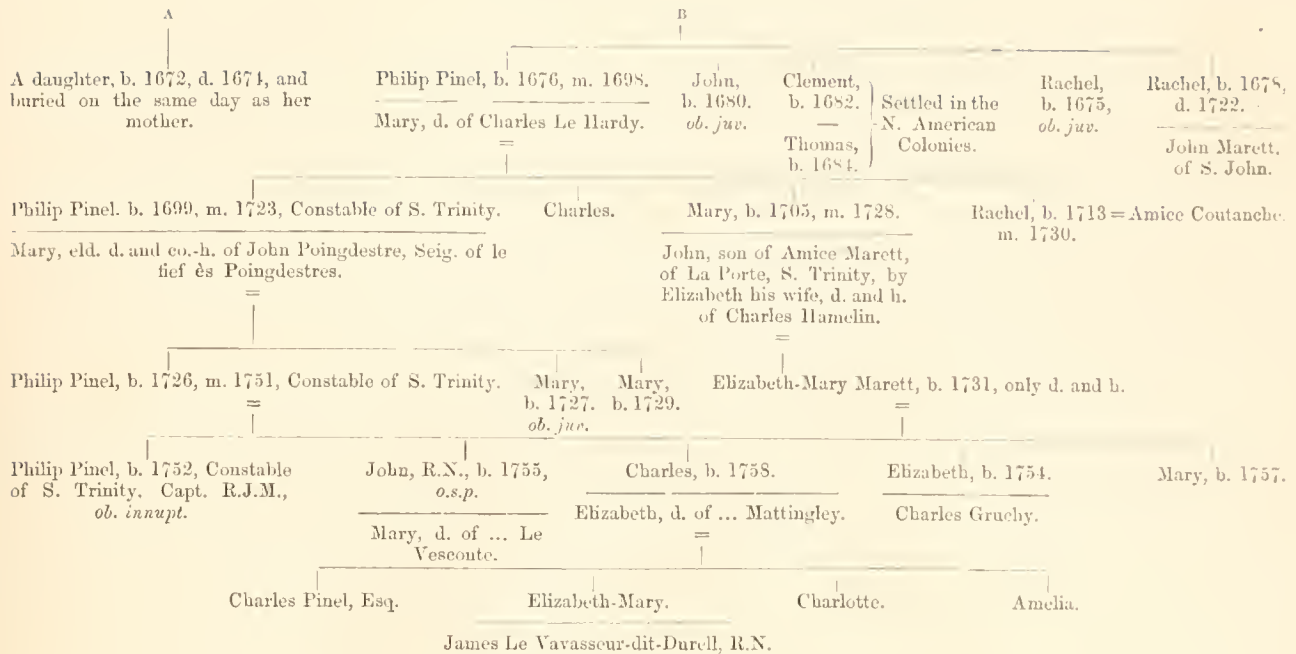 A
B
A daughter, b. 1672, d. 1674, and
buried on the same day as her
mother.
Philip Pinel, b. 1676, m. 1698.
Mary, d. of Charles Le Hardy.
=
John,
b. 1680.
ob. juv.
Clement,
b. 1682.
—
Thomas,
b. 1684.
Settled in the
N. American
Colonies.
Rachel,
b. 1675,
ob. juv.
Rachel, b. 1678,
d. 1722.
John Marett,
of S. John.
Philip Pinel. b. 1699, m. 1723, Constable of S. Trinity.
Mary, eld. d. and co.-h. of John Poingdestre, Seig. of le
fief ès Poingdestres.
=
Charles.
Mary, b. 1705, m. 1728.
John, son of Amice Marett,
of La Porte, S. Trinity, by
Elizabeth his wife, d. and h.
of Charles Hamelin.
=
Rachel, b. 1713 = Amice Coutanche.
m. 1730.
Philip Pinel, b. 1726, m. 1751, Constable of S. Trinity.
=
Mary,
b. 1727.
ob. juv.
Mary,
b. 1729.
Elizabeth-Mary Marett, b. 1731, only d. and h.
=
Philip Pinel, b. 1752, Constable
of S. Trinity. Capt. R.J.M.,
ob. innupt.
John, R.N., b. 1755,
o.s.p.
Mary, d. of ... Le
Vesconte.
Charles, b. 1758.
Elizabeth, d. of ... Mattingley.
=
Elizabeth, b. 1754.
Charles Gruchy.
Mary, b. 1757.
Charles Pinel, Esq.
Elizabeth-Mary.
James Le Vavasseur-dit-Durell, R.N.
Charlotte.
Amelia.